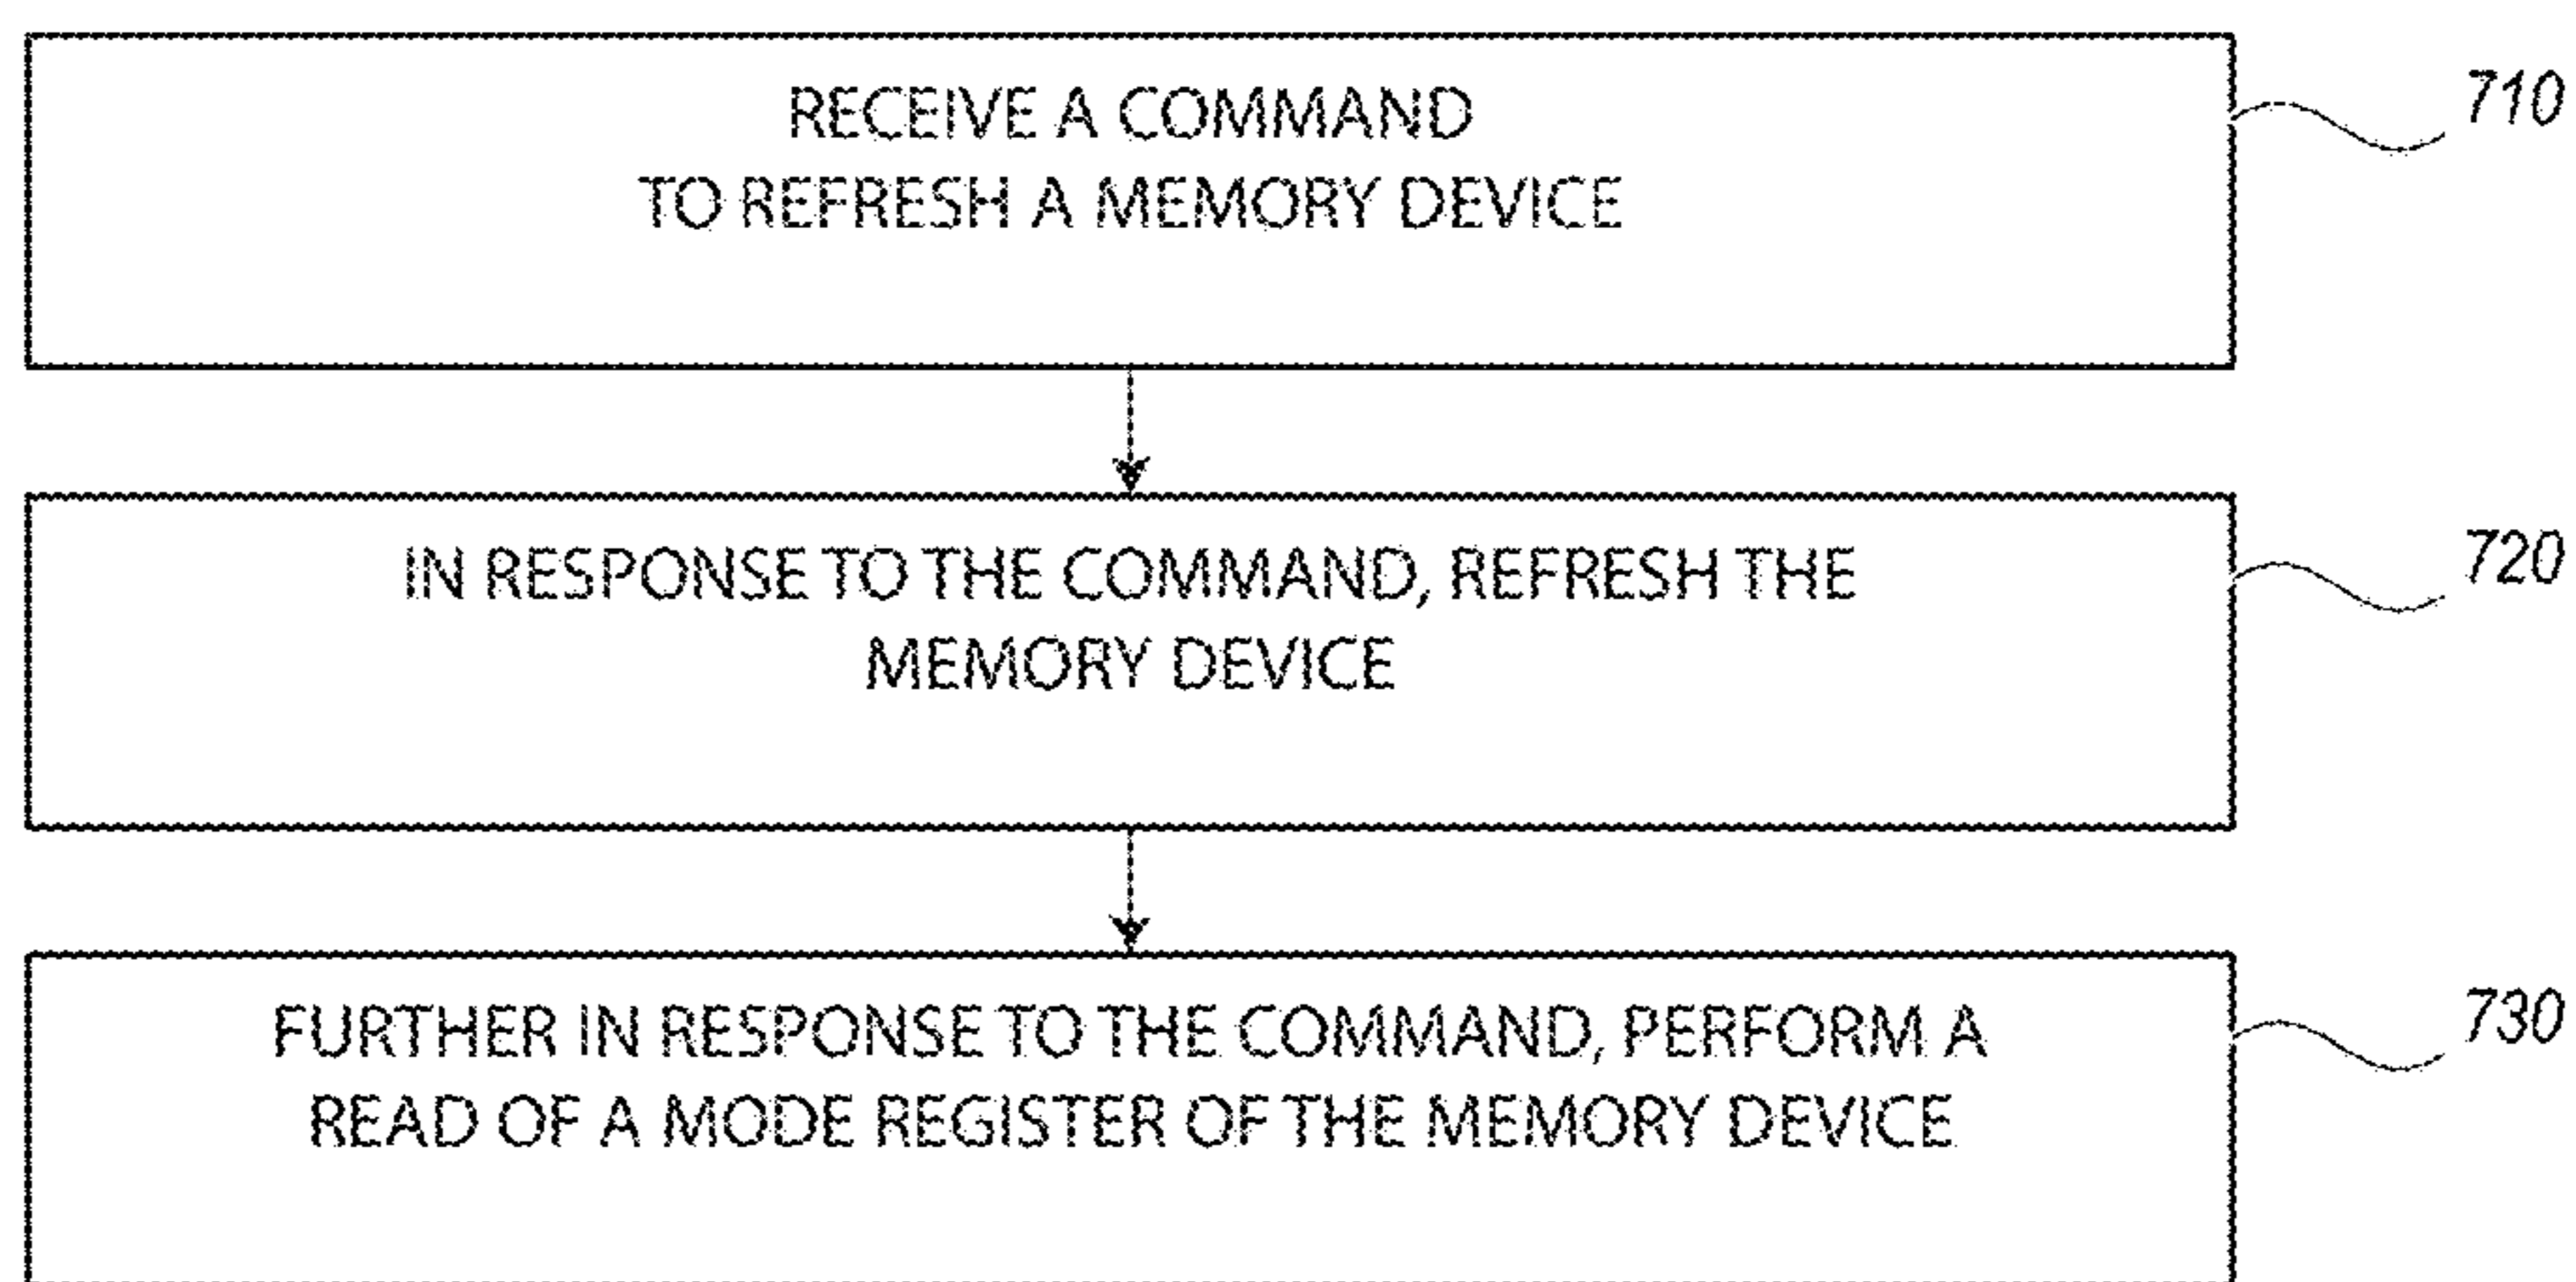 RECEIVE A COMMAND
TO REFRESH A MEMORY DEVICE
710
IN RESPONSE TO THE COMMAND, REFRESH THE
MEMORY DEVICE
720
FURTHER IN RESPONSE TO THE COMMAND, PERFORM A
READ OF A MODE REGISTER OF THE MEMORY DEVICE
730